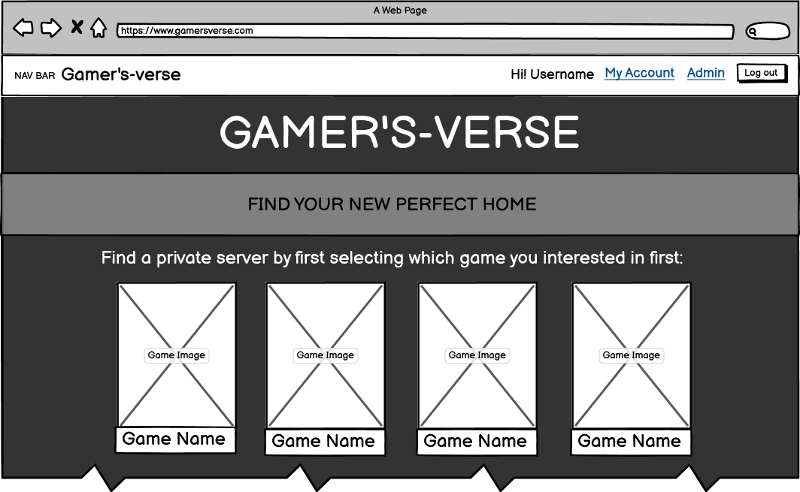 A Web Page
https://www.gamersverse.com
NAV BAR Gamer's-verse Hi! Username My Account Admin Log out
GAMER'S-VERSE
FIND YOUR NEW PERFECT HOME
Find a private server by first selecting which game you interested in first:
Game Image Game Image Game Image Game Image
Game Name Game Name Game Name Game Name